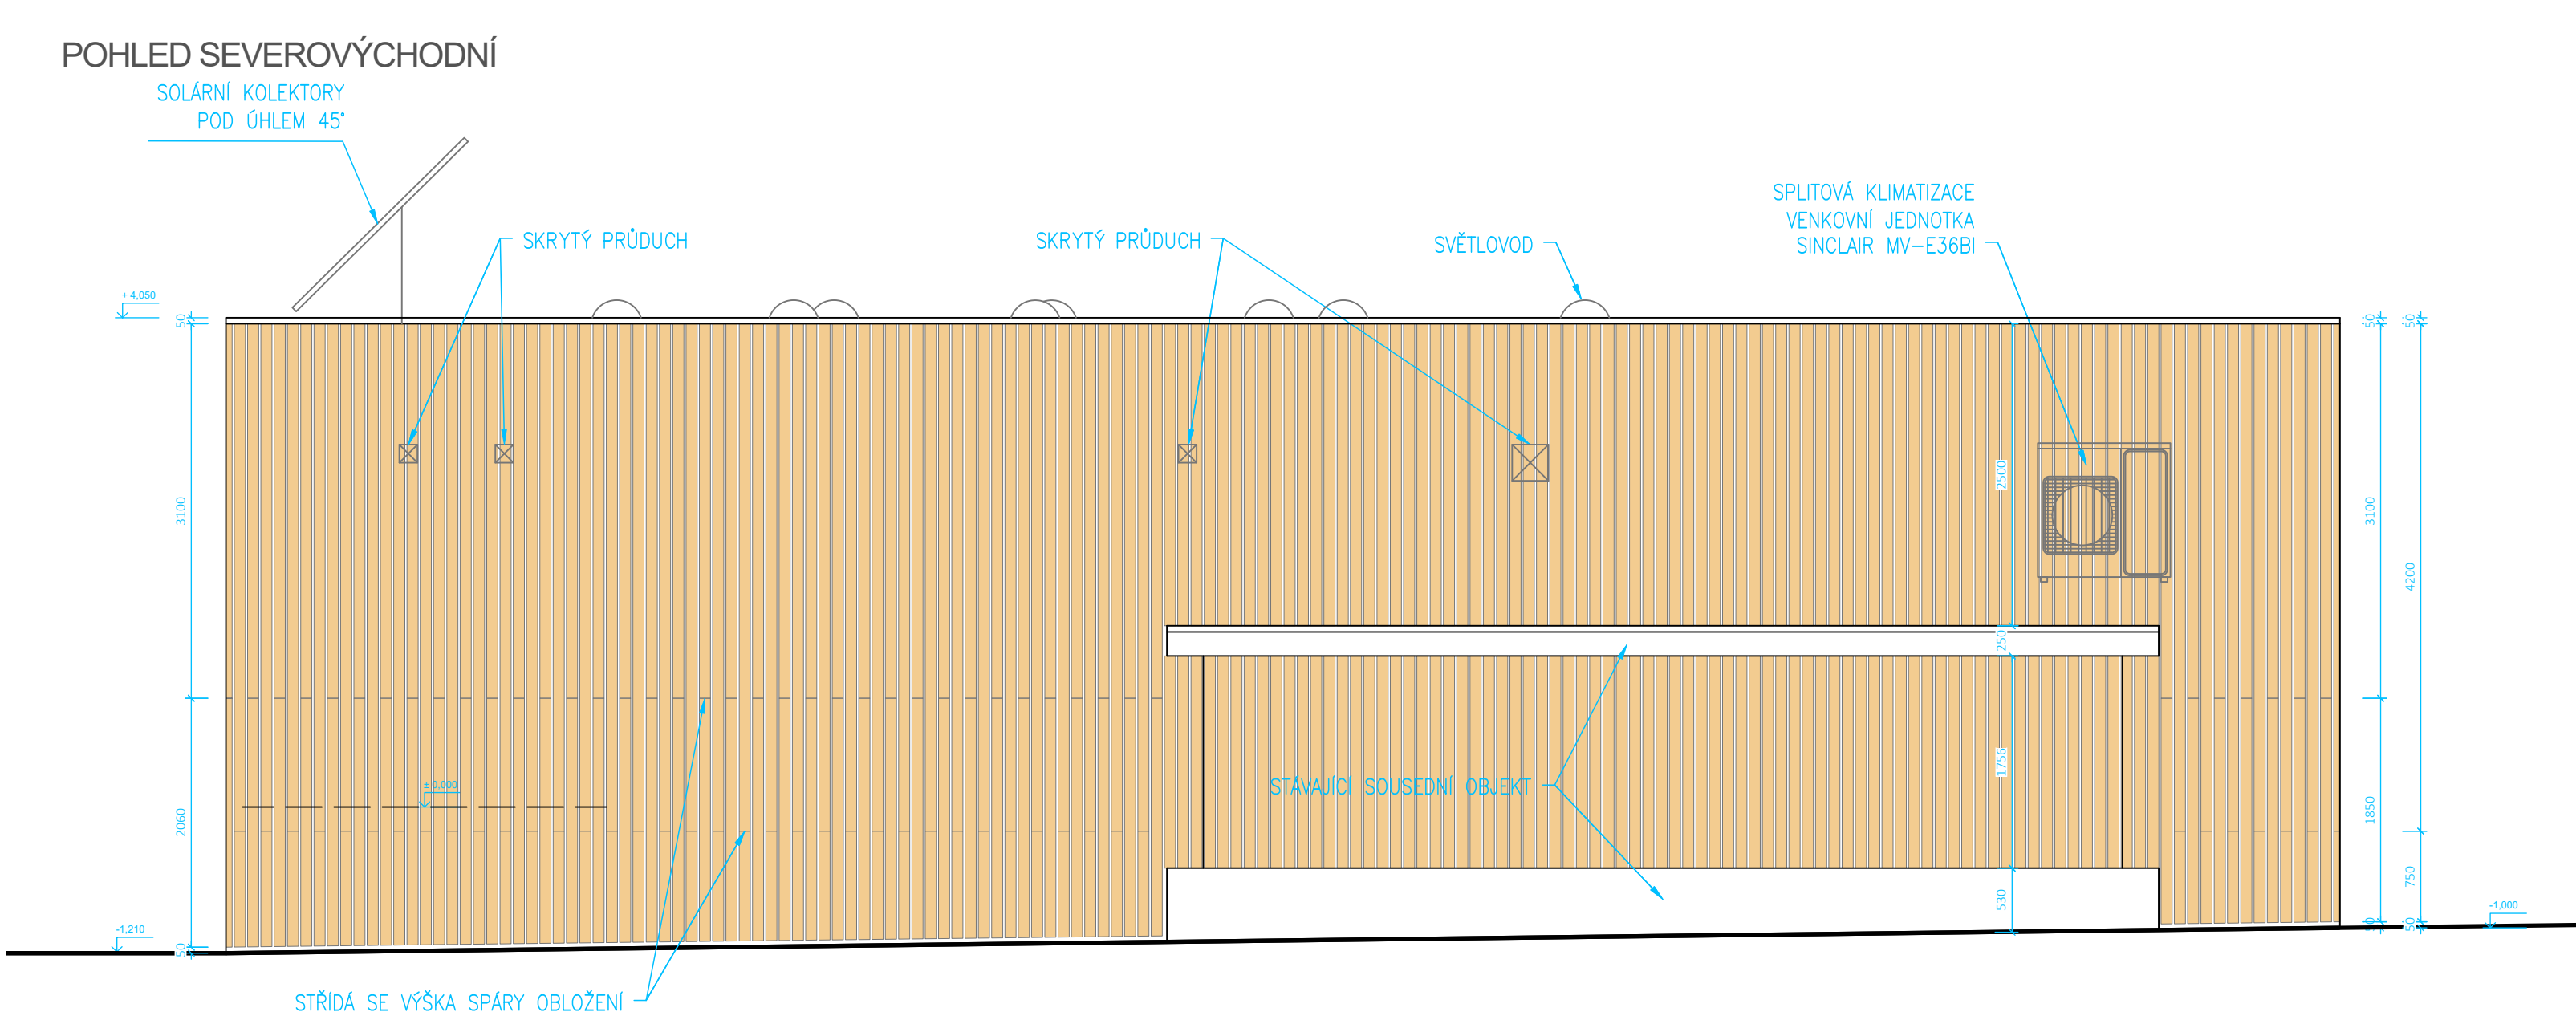 POHLED SEVEROVÝCHODNÍ
SOLÁRNÍ KOLEKTORY
POD ÚHLEM 45°
SKRYTÝ PRŮDUCH
SKRYTÝ PRŮDUCH
SVĚTLOVOD
SPLITOVÁ KLIMATIZACE
VENKOVNÍ JEDNOTKA
SINCLAIR MV-E36BI
+ 4,050
50
3100
2060
50
-1,210
± 0,000
2500
250
1756
530
STÁVAJÍCÍ SOUSEDNÍ OBJEKT
50
3100
1850
50
50
4200
750
50
-1,000
STŘÍDÁ SE VÝŠKA SPÁRY OBLOŽENÍ